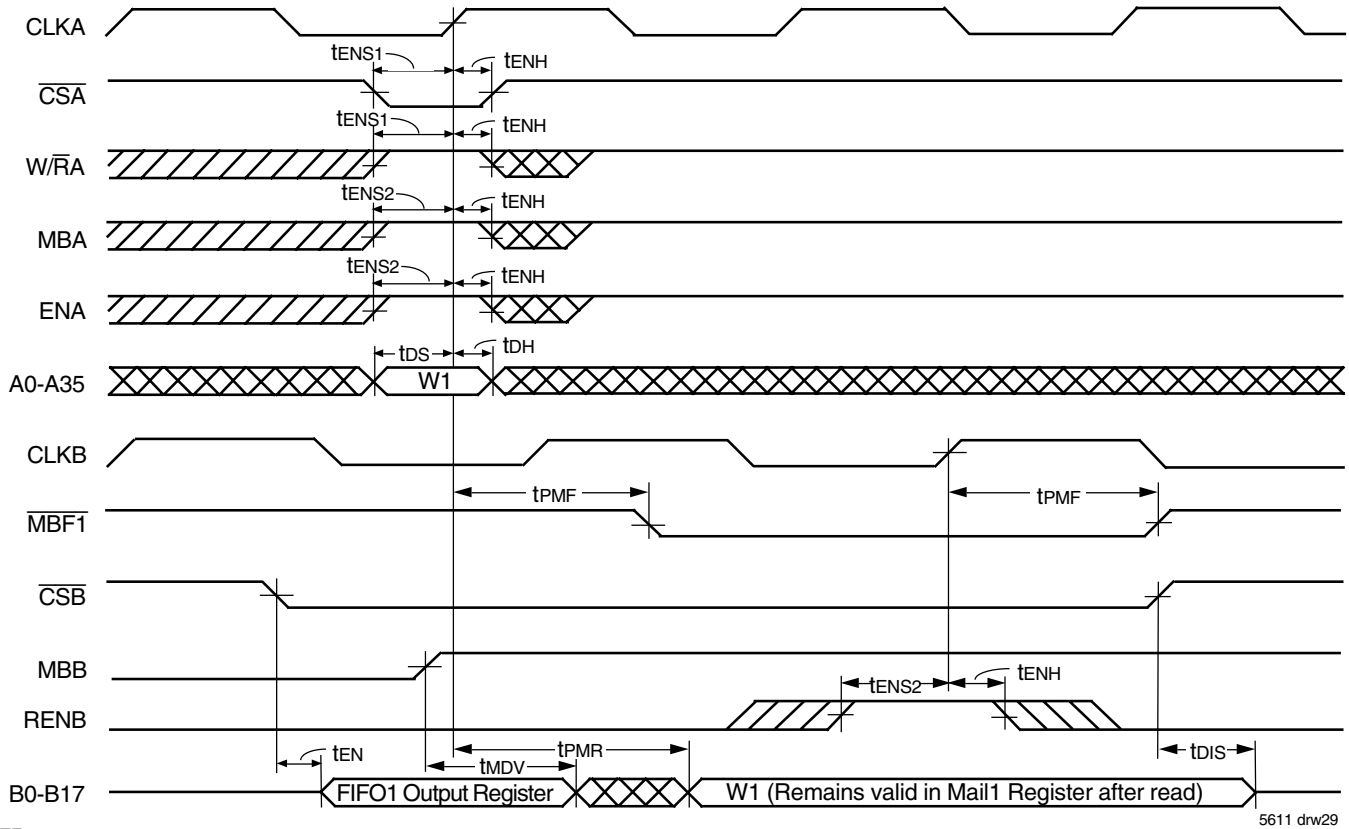 CLKA
tENS1 tENH
CSA
tENS1 tENH
W/RA
tENS2 tENH
MBA
tENS2 tENH
ENA
tDS tDH
A0-A35 W1
CLKB
tPMF tPMF
MBF1
CSB
MBB
tENS2 tENH
RENB
tEN tPMR tDIS
tMDV
B0-B17 FIFO1 Output Register W1 (Remains valid in Mail1 Register after read)
5611 drw29